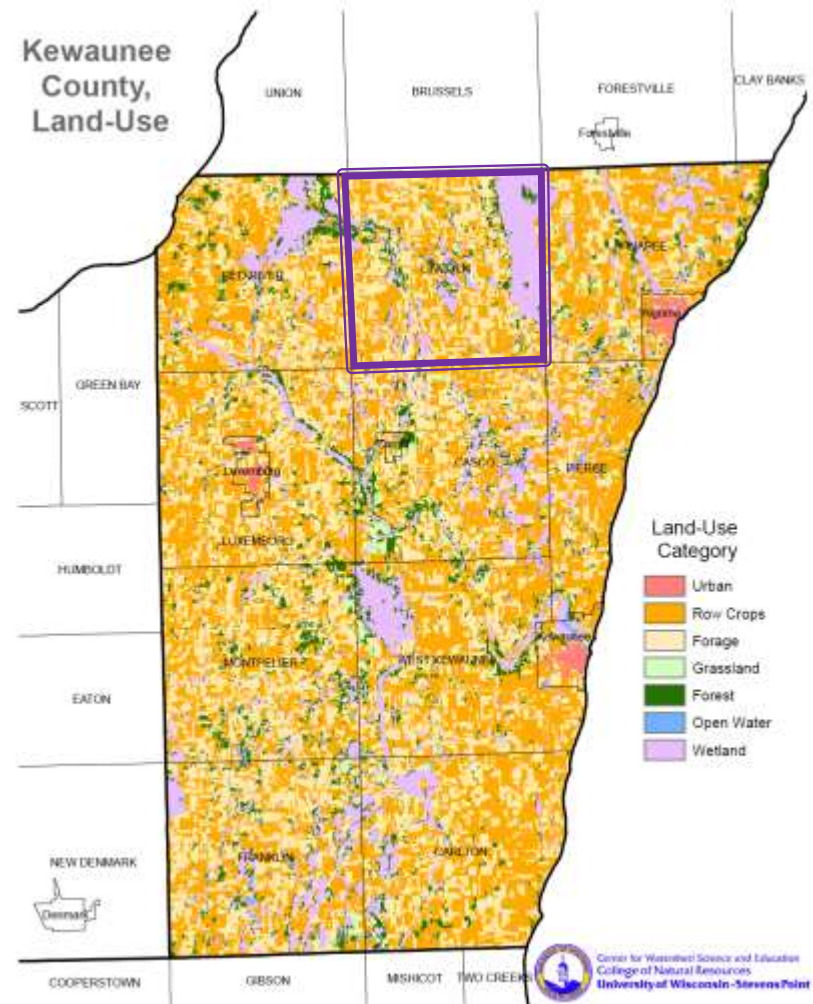 Kewaunee
County,
Land-Use
UNION
BRUSSELS
FORESTVILLE
CLAY BANKS
Forestville
RED RIVER
LINCOLN
Algoma
SCOTT
GREEN BAY
Luxemburg
CASCO
PIERCE
LUXEMBURG
HUMBOLDT
Land-Use
Category
Urban
Row Crops
Forage
Grassland
Forest
Open Water
Wetland
Kewaunee
MONTPELIER
WEST KEWAUNEE
EATON
NEW DENMARK
FRANKLIN
CARLTON
Denmark
COOPERSTOWN
GIBSON
MISHICOT
TWO CREEKS
Center for Watershed Science and Education
College of Natural Resources
University of Wisconsin-Stevens Point